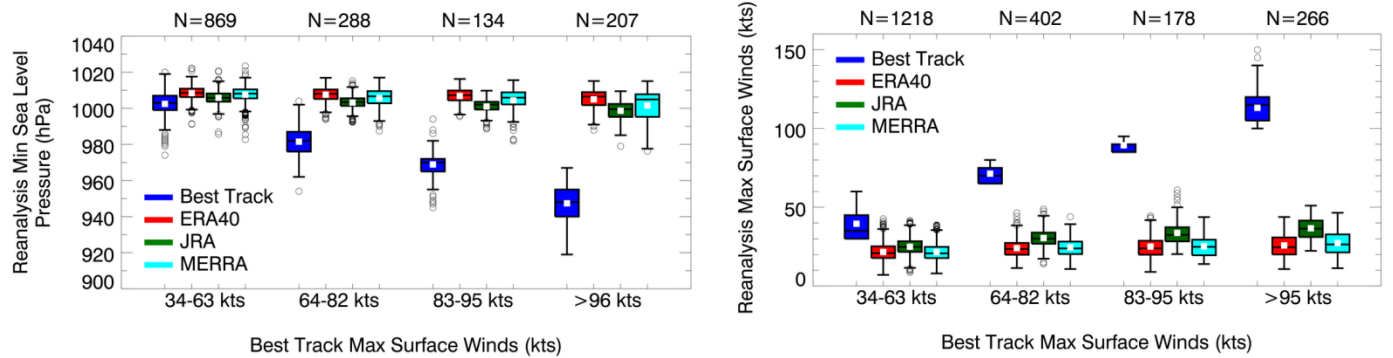 N=869 N=288 N=134 N=207
Reanalysis Min Sea Level
Pressure (hPa)
1040
1020
1000
980
960
940
920
900
Best Track
ERA40
JRA
MERRA
34-63 kts 64-82 kts 83-95 kts >96 kts
Best Track Max Surface Winds (kts)
N=1218 N=402 N=178 N=266
Reanalysis Max Surface Winds (kts)
150
100
50
0
Best Track
ERA40
JRA
MERRA
34-63 kts 64-82 kts 83-95 kts >95 kts
Best Track Max Surface Winds (kts)